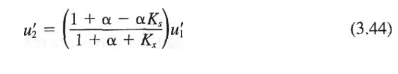 u₂′ = ((1 + α − αKₛ)/(1 + α + Kₛ))u₁′ (3.44)